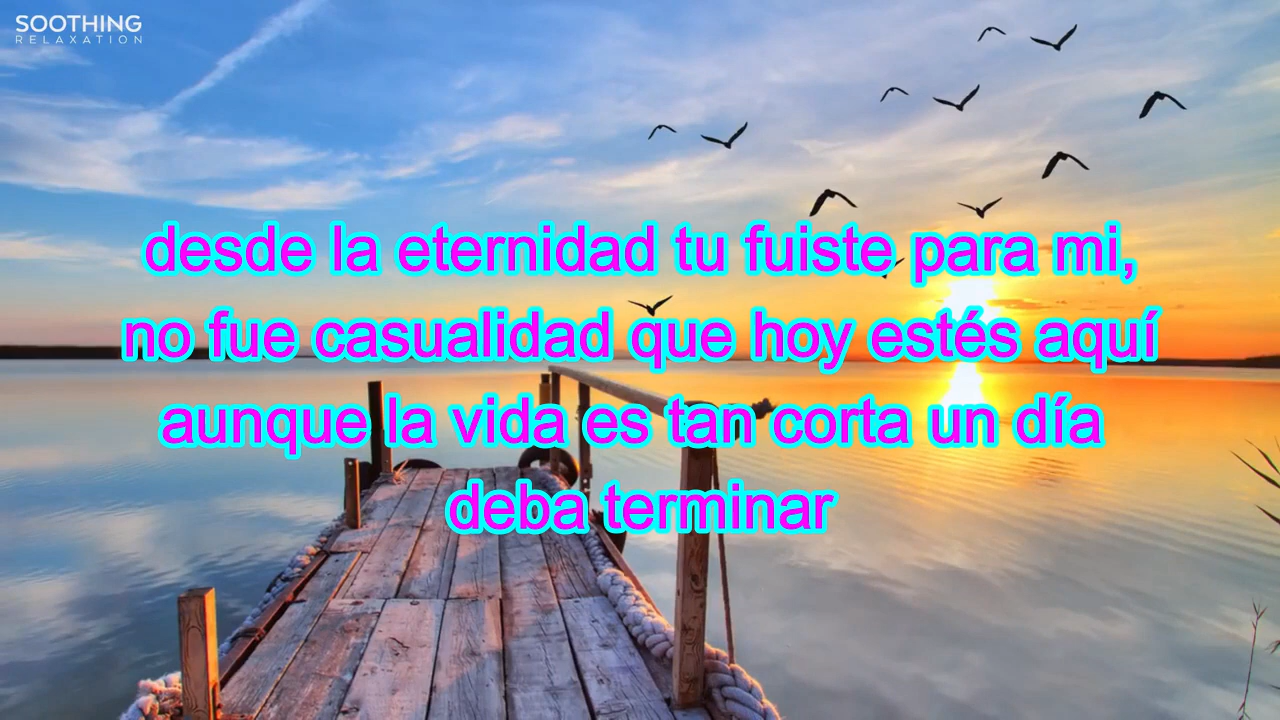 SOOTHING
RELAXATION
desde la eternidad tu fuiste para mi,
no fue casualidad que hoy estés aquí
aunque la vida es tan corta un día
deba terminar